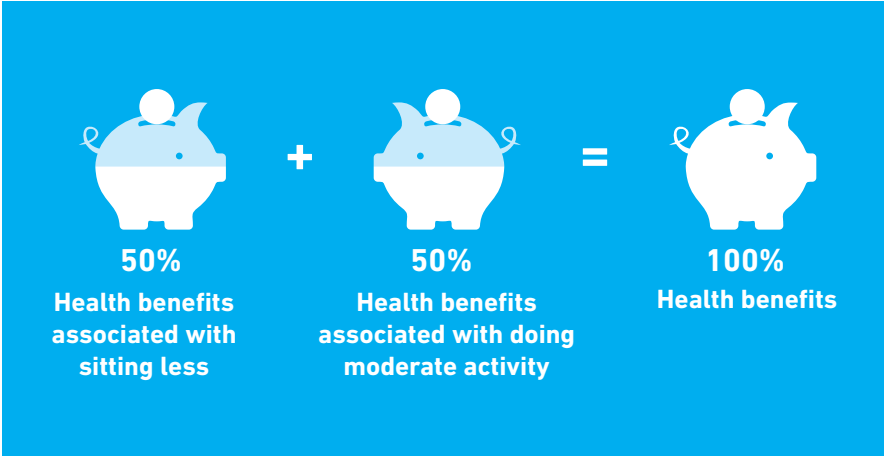 +
=
50%
Health benefits
associated with
sitting less
50%
Health benefits
associated with doing
moderate activity
100%
Health benefits